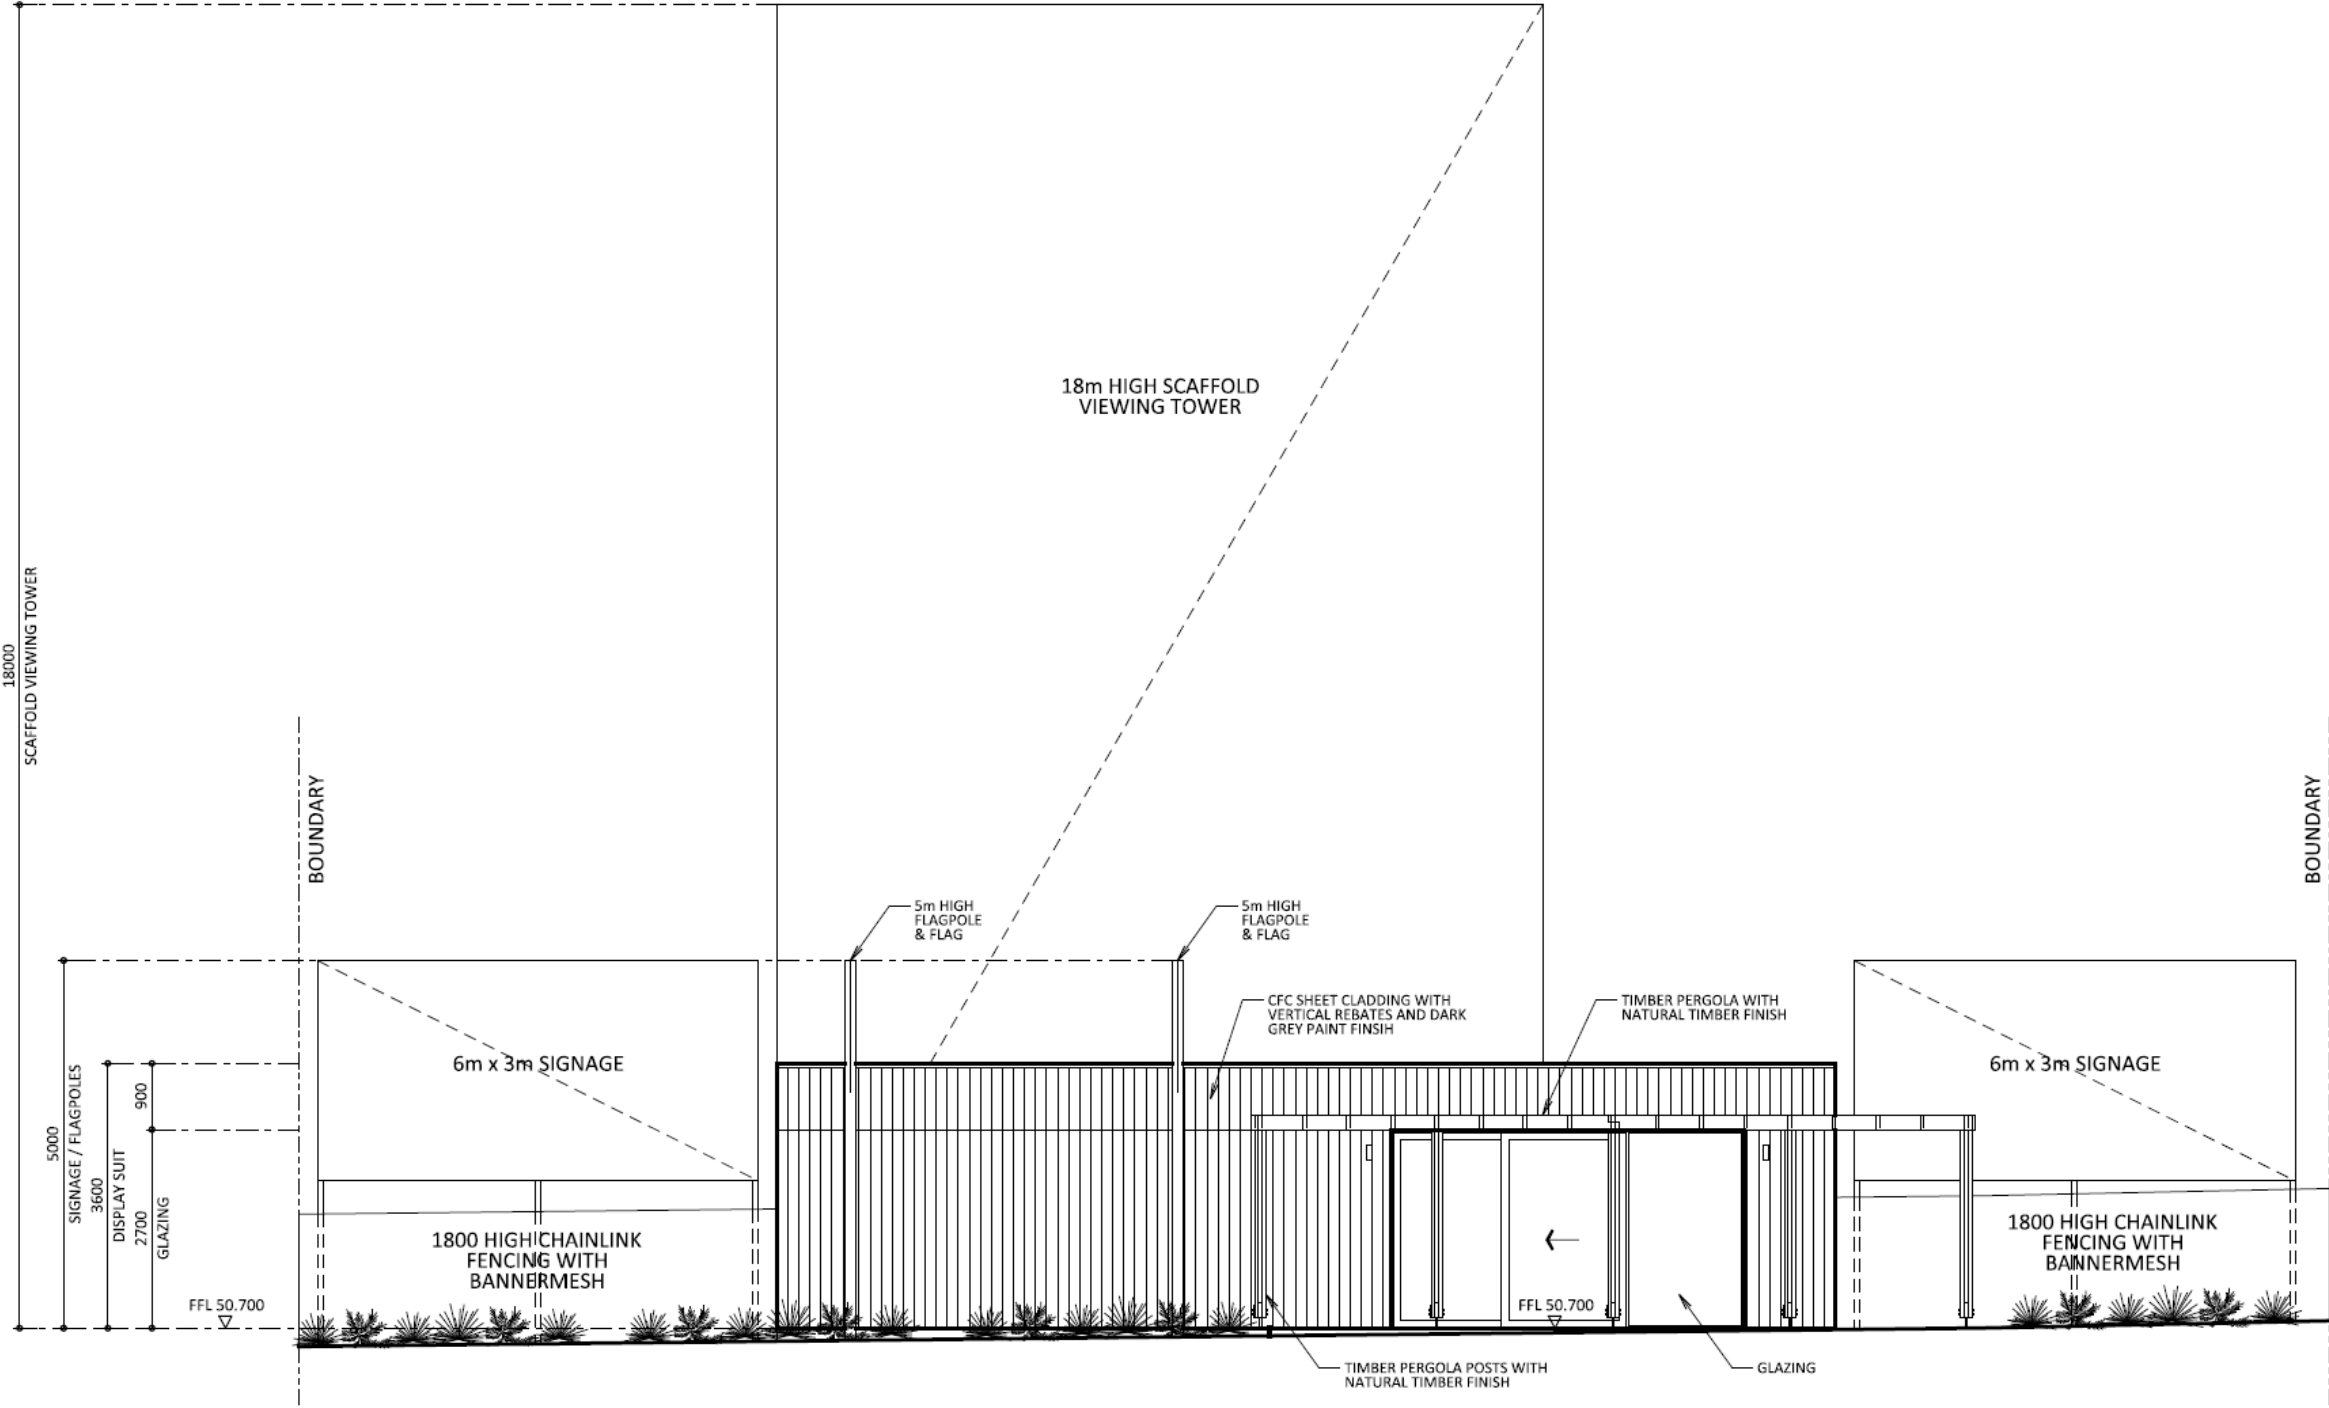 18m HIGH SCAFFOLD
VIEWING TOWER
18000
SCAFFOLD VIEWING TOWER
BOUNDARY
BOUNDARY
5m HIGH
FLAGPOLE
& FLAG
5m HIGH
FLAGPOLE
& FLAG
CFC SHEET CLADDING WITH
VERTICAL REBATES AND DARK
GREY PAINT FINSIH
TIMBER PERGOLA WITH
NATURAL TIMBER FINISH
6m x 3m SIGNAGE
6m x 3m SIGNAGE
5000
SIGNAGE / FLAGPOLES
3600
DISPLAY SUIT
900
2700
GLAZING
1800 HIGH CHAINLINK
FENCING WITH
BANNERMESH
1800 HIGH CHAINLINK
FENCING WITH
BANNERMESH
FFL 50.700
FFL 50.700
TIMBER PERGOLA POSTS WITH
NATURAL TIMBER FINISH
GLAZING